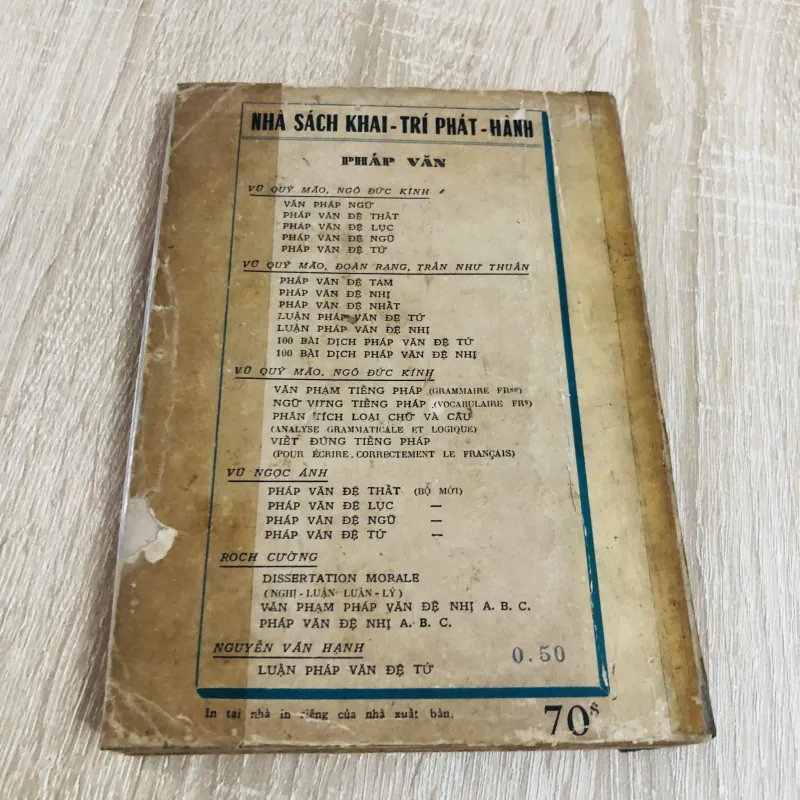 NHÀ SÁCH KHAI-TRÍ PHÁT-HÀNH
PHÁP VĂN
VŨ QUÝ MÃO, NGÔ ĐỨC KÍNH
VĂN PHÁP NGỮ
PHÁP VĂN ĐỆ THẤT
PHÁP VĂN ĐỆ LỤC
PHÁP VĂN ĐỆ NGŨ
PHÁP VĂN ĐỆ TỨ
VŨ QUÝ MÃO, ĐOÀN RẠNG, TRẦN NHƯ THUẦN
PHÁP VĂN ĐỆ TAM
PHÁP VĂN ĐỆ NHỊ
PHÁP VĂN ĐỆ NHẤT
LUẬN PHÁP VĂN ĐỆ TỨ
LUẬN PHÁP VĂN ĐỆ NHỊ
100 BÀI DỊCH PHÁP VĂN ĐỆ TỨ
100 BÀI DỊCH PHÁP VĂN ĐỆ NHỊ
VŨ QUÝ MÃO, NGÔ ĐỨC KÍNH
VĂN PHẠM TIẾNG PHÁP (GRAMMAIRE FRse)
NGỮ VỰNG TIẾNG PHÁP (VOCABULAIRE FRs)
PHÂN TÍCH LOẠI CHỮ VÀ CÂU
(ANALYSE GRAMMATICALE ET LOGIQUE)
VIẾT ĐÚNG TIẾNG PHÁP
(POUR ÉCRIRE CORRECTEMENT LE FRANÇAIS)
VŨ NGỌC ÁNH
PHÁP VĂN ĐỆ THẤT (BỘ MỚI)
PHÁP VĂN ĐỆ LỤC —
PHÁP VĂN ĐỆ NGŨ —
PHÁP VĂN ĐỆ TỨ —
ROCH CƯỜNG
DISSERTATION MORALE
(NGHỊ-LUẬN LUÂN-LÝ)
VĂN PHẠM PHÁP VĂN ĐỆ NHỊ A. B. C.
PHÁP VĂN ĐỆ NHỊ A. B. C.
NGUYỄN VĂN HẠNH
LUẬN PHÁP VĂN ĐỆ TỨ
0.50
In tại nhà in riêng của nhà xuất bản.
70$